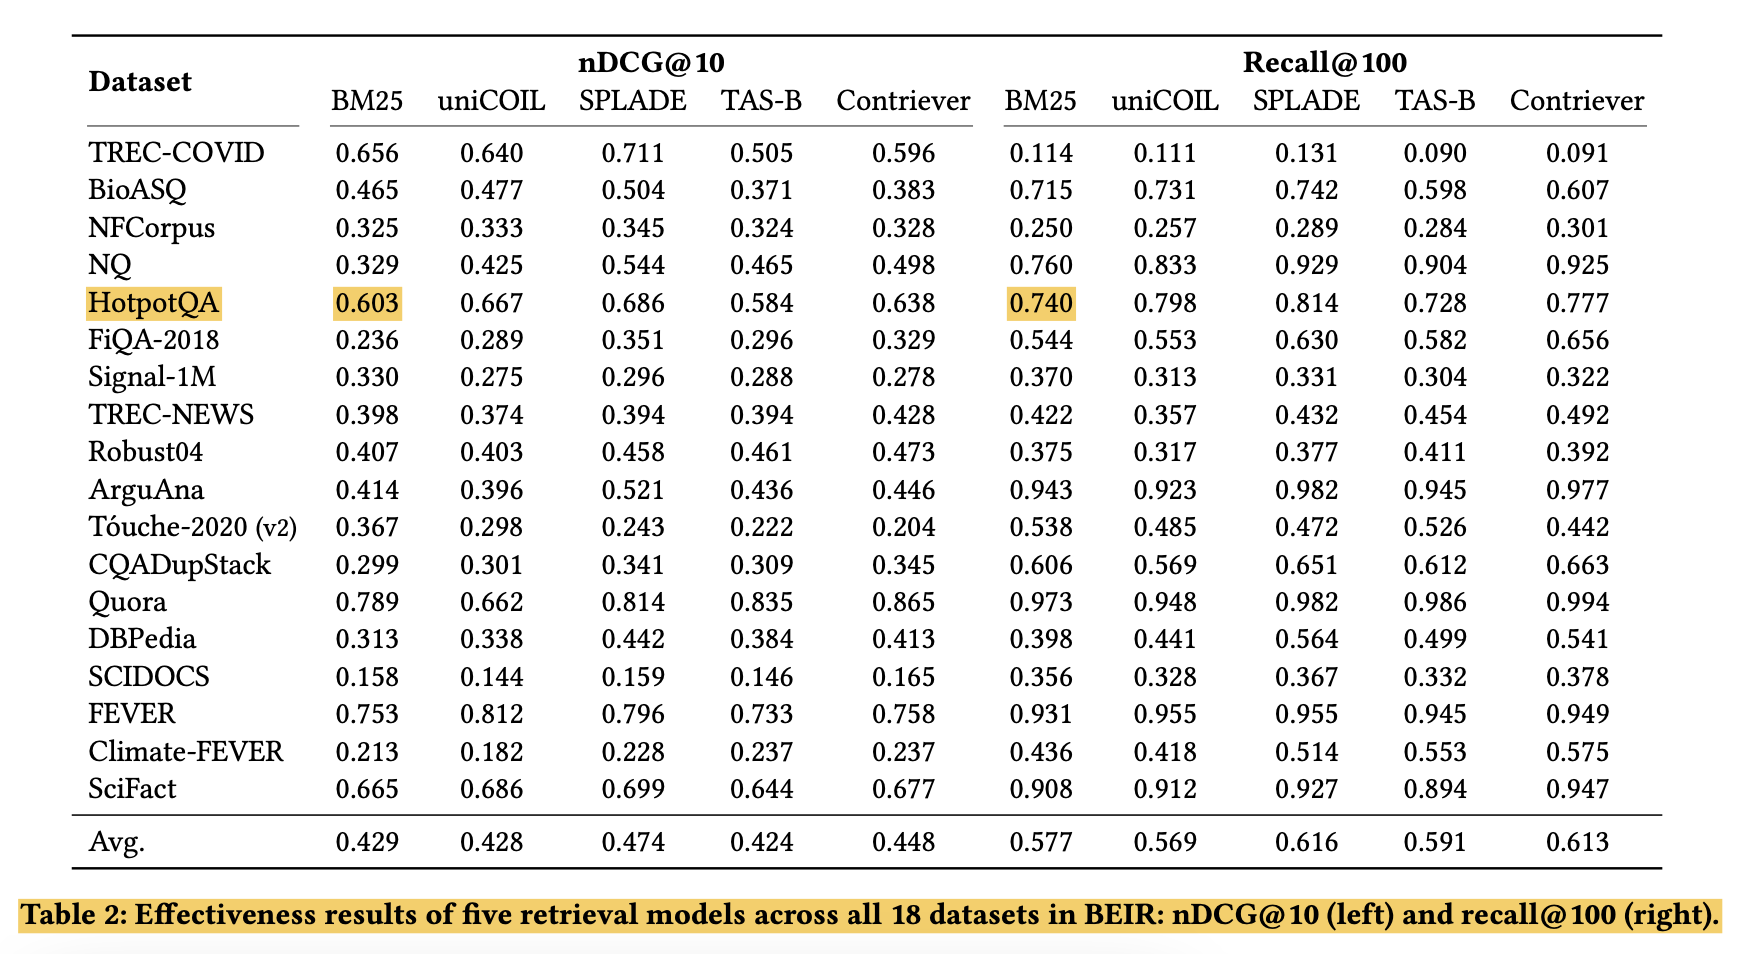 nDCG@10 Recall@100
Dataset
BM25 uniCOIL SPLADE TAS-B Contriever BM25 uniCOIL SPLADE TAS-B Contriever
TREC-COVID 0.656 0.640 0.711 0.505 0.596 0.114 0.111 0.131 0.090 0.091
BioASQ 0.465 0.477 0.504 0.371 0.383 0.715 0.731 0.742 0.598 0.607
NFCorpus 0.325 0.333 0.345 0.324 0.328 0.250 0.257 0.289 0.284 0.301
NQ 0.329 0.425 0.544 0.465 0.498 0.760 0.833 0.929 0.904 0.925
HotpotQA 0.603 0.667 0.686 0.584 0.638 0.740 0.798 0.814 0.728 0.777
FiQA-2018 0.236 0.289 0.351 0.296 0.329 0.544 0.553 0.630 0.582 0.656
Signal-1M 0.330 0.275 0.296 0.288 0.278 0.370 0.313 0.331 0.304 0.322
TREC-NEWS 0.398 0.374 0.394 0.394 0.428 0.422 0.357 0.432 0.454 0.492
Robust04 0.407 0.403 0.458 0.461 0.473 0.375 0.317 0.377 0.411 0.392
ArguAna 0.414 0.396 0.521 0.436 0.446 0.943 0.923 0.982 0.945 0.977
Tóuche-2020 (v2) 0.367 0.298 0.243 0.222 0.204 0.538 0.485 0.472 0.526 0.442
CQADupStack 0.299 0.301 0.341 0.309 0.345 0.606 0.569 0.651 0.612 0.663
Quora 0.789 0.662 0.814 0.835 0.865 0.973 0.948 0.982 0.986 0.994
DBPedia 0.313 0.338 0.442 0.384 0.413 0.398 0.441 0.564 0.499 0.541
SCIDOCS 0.158 0.144 0.159 0.146 0.165 0.356 0.328 0.367 0.332 0.378
FEVER 0.753 0.812 0.796 0.733 0.758 0.931 0.955 0.955 0.945 0.949
Climate-FEVER 0.213 0.182 0.228 0.237 0.237 0.436 0.418 0.514 0.553 0.575
SciFact 0.665 0.686 0.699 0.644 0.677 0.908 0.912 0.927 0.894 0.947
Avg. 0.429 0.428 0.474 0.424 0.448 0.577 0.569 0.616 0.591 0.613
Table 2: Effectiveness results of five retrieval models across all 18 datasets in BEIR: nDCG@10 (left) and recall@100 (right).